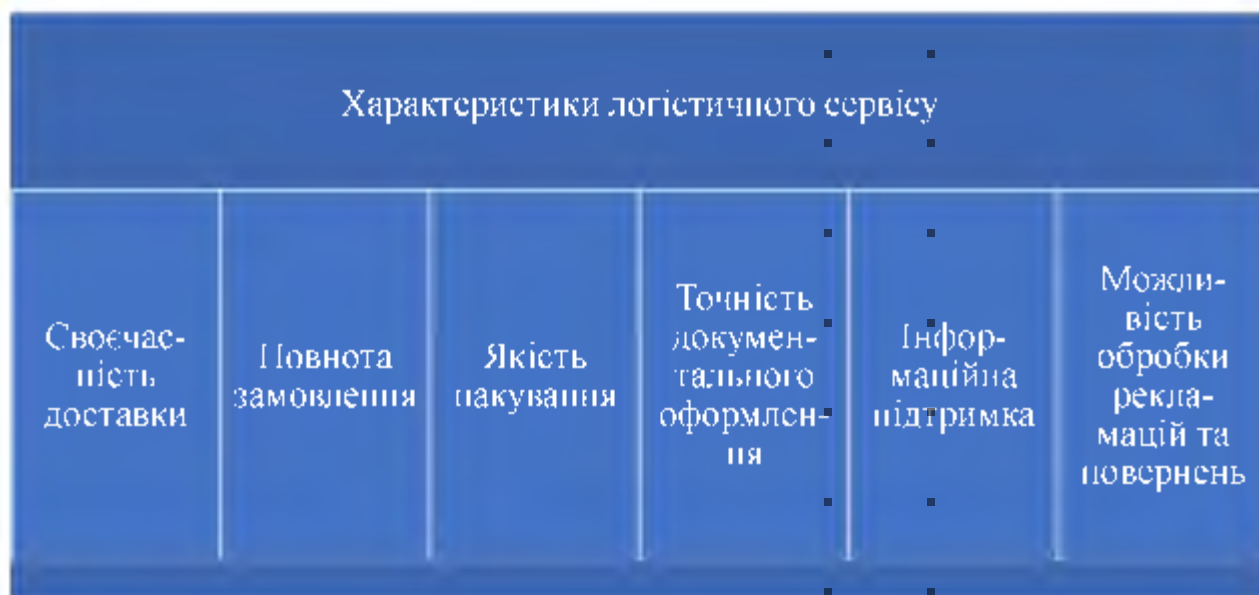 Характеристики логістичного сервісу
Своєчас-
ність
доставки
Повнота
замовлення
Якість
пакування
Точність
докумен-
тального
оформлен-
ня
Інфор-
маційна
підтримка
Можли-
вість
обробки
рекла-
мацій та
повернень